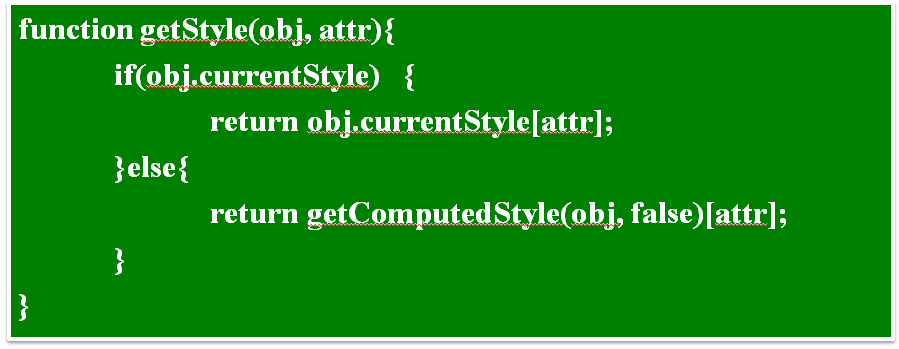 function getStyle(obj, attr){
if(obj.currentStyle) {
return obj.currentStyle[attr];
}else{
return getComputedStyle(obj, false)[attr];
}
}